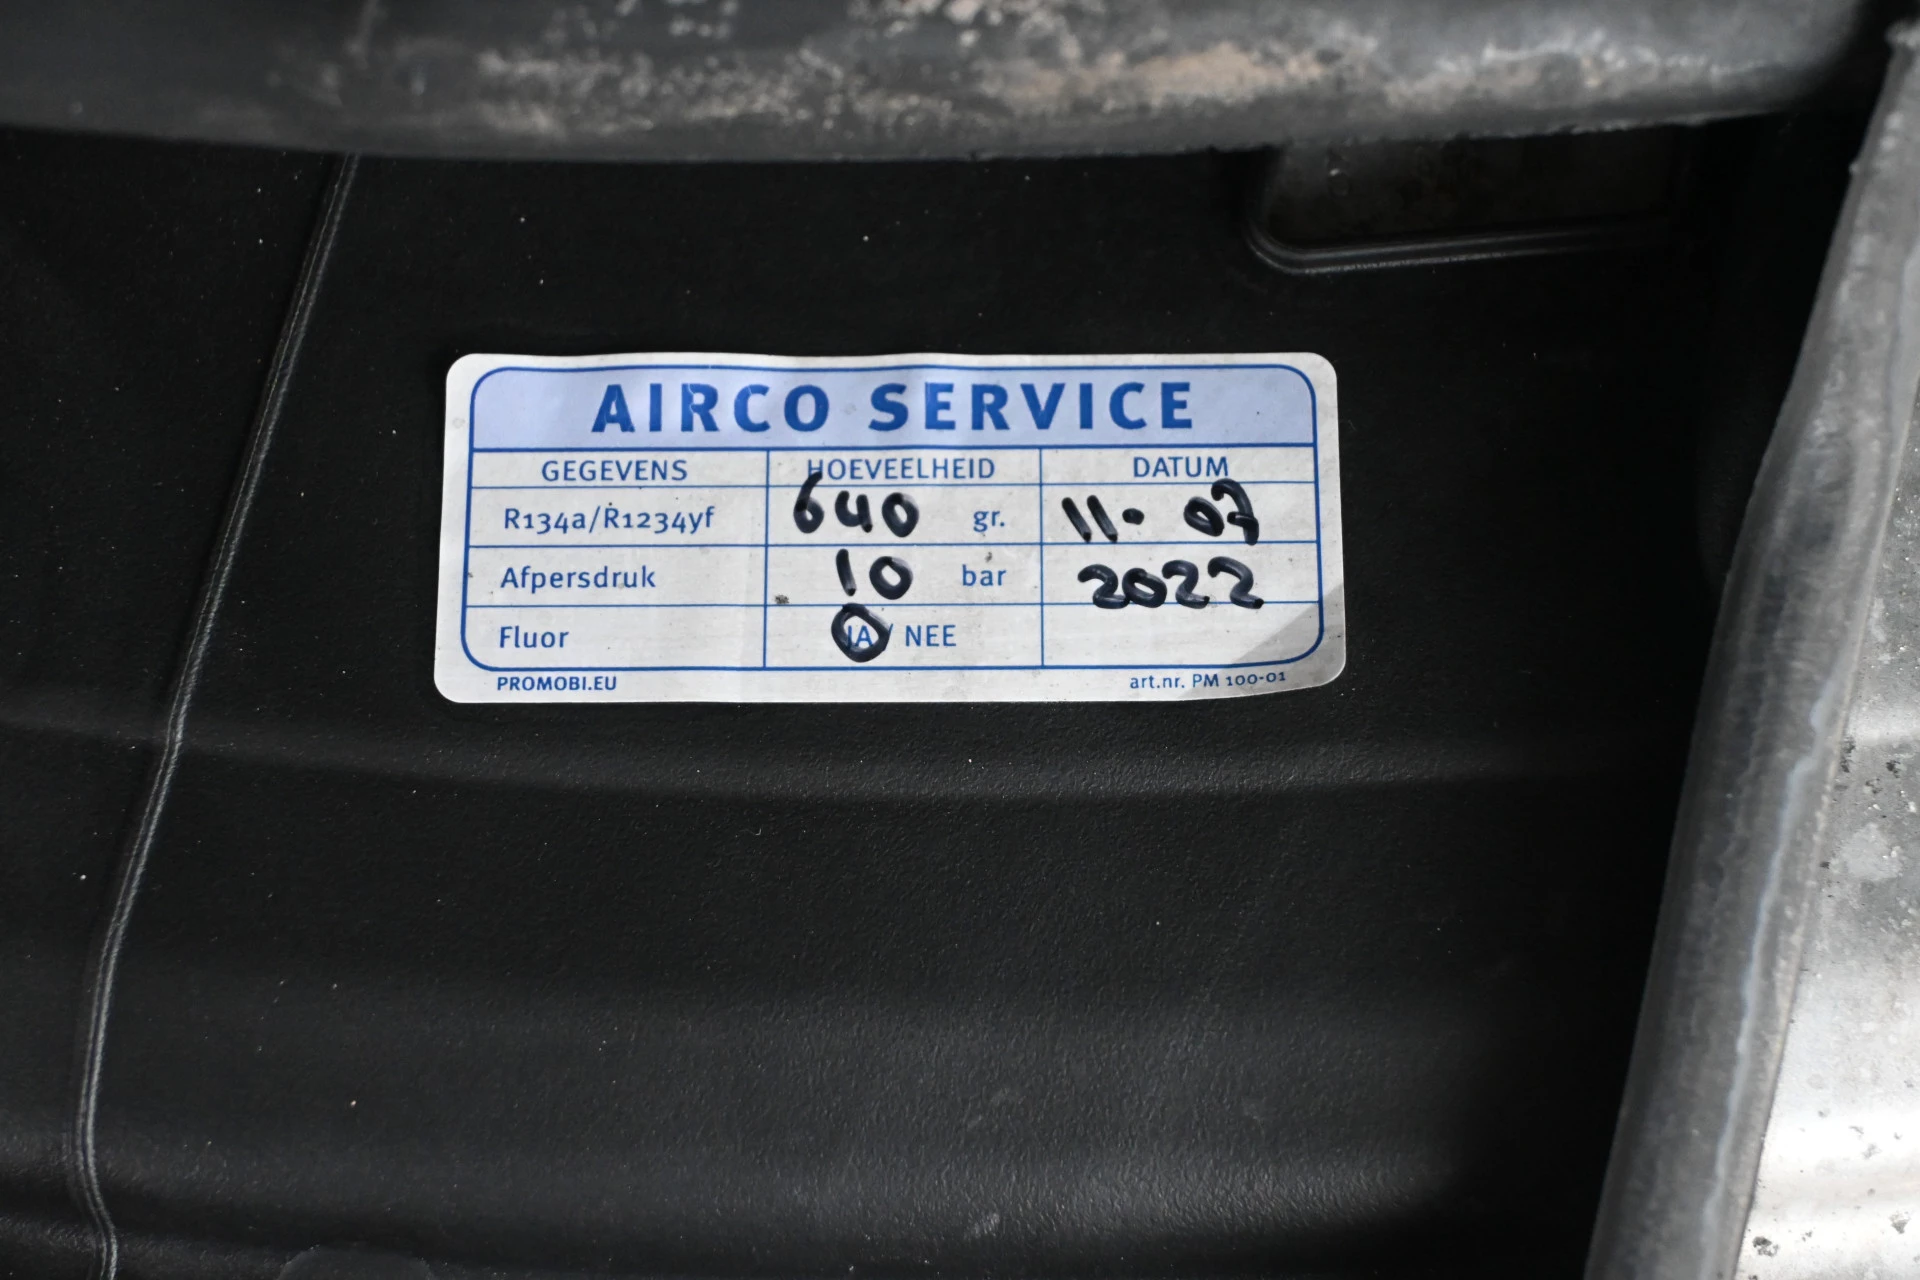 AIRCO SERVICE
GEGEVENS HOEVEELHEID DATUM
R134a/R1234yf 640 gr. 11-07
Afpersdruk 10 bar 2022
Fluor JA / NEE
PROMOBI.EU art.nr. PM 100-01